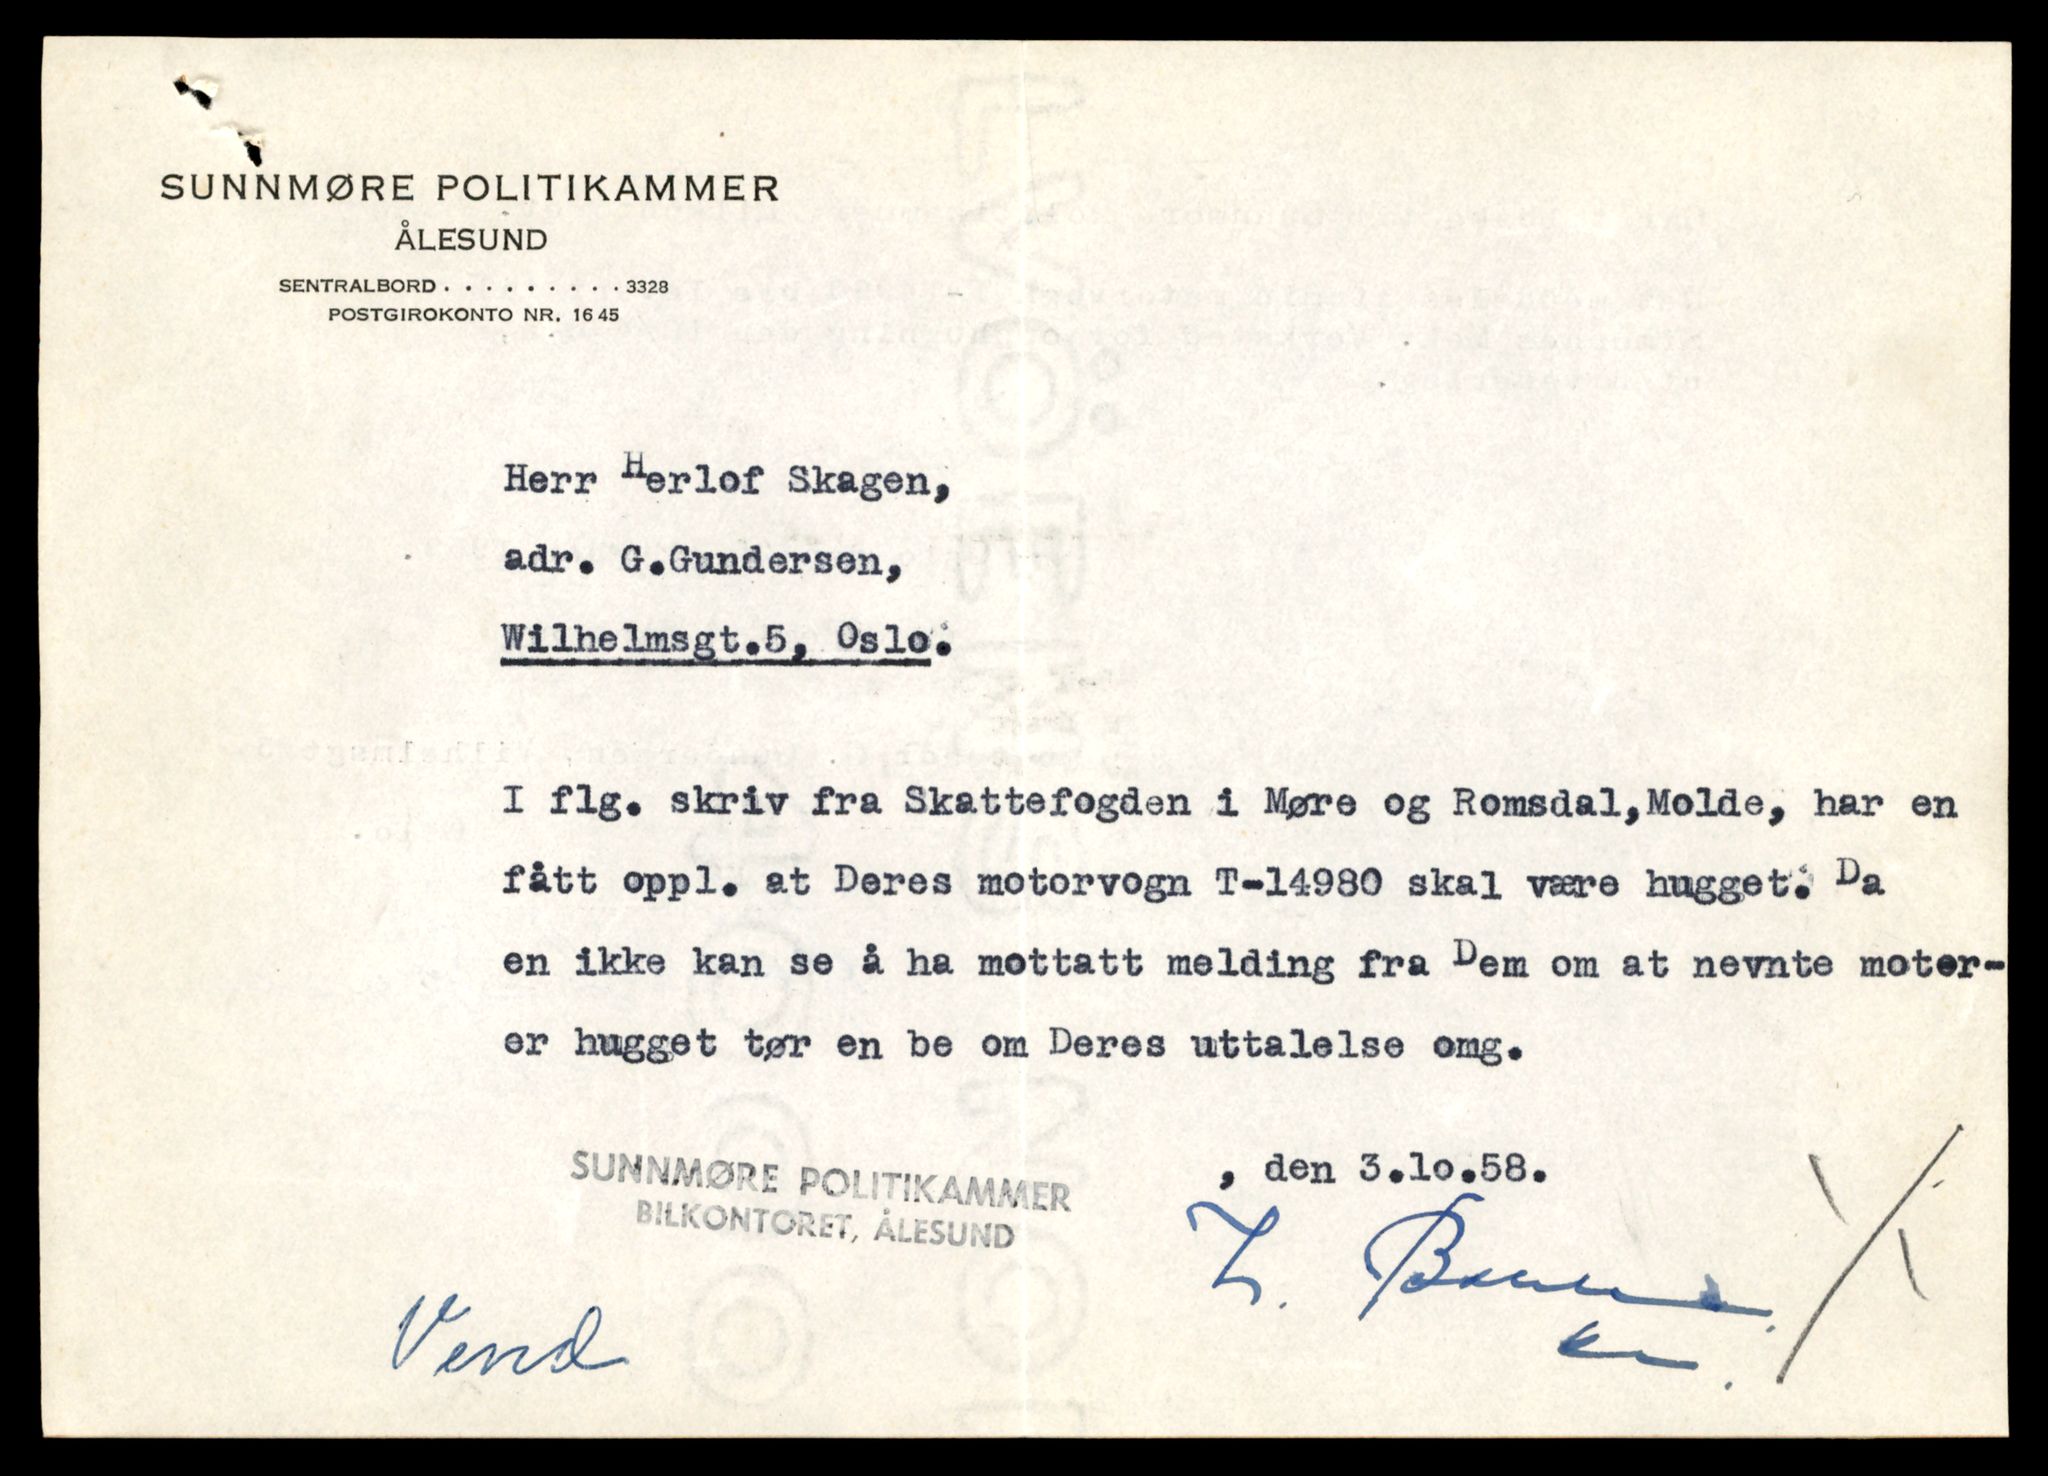 SUNNMØRE POLITIKAMMER
ÅLESUND
SENTRALBORD . . . . . . . . . 3328
POSTGIROKONTO NR. 1645
Herr Herlof Skagen,
adr. G.Gundersen,
Wilhelmsgt.5, Oslo.
I flg. skriv fra Skattefogden i Møre og Romsdal,Molde, har en
fått oppl. at Deres motorvogn T-14980 skal være hugget. Da
en ikke kan se å ha mottatt melding fra Dem om at nevnte moter-
er hugget tør en be om Deres uttalelse omg.
, den 3.lo.58.
SUNNMØRE POLITIKAMMER
BILKONTORET, ÅLESUND
Vend